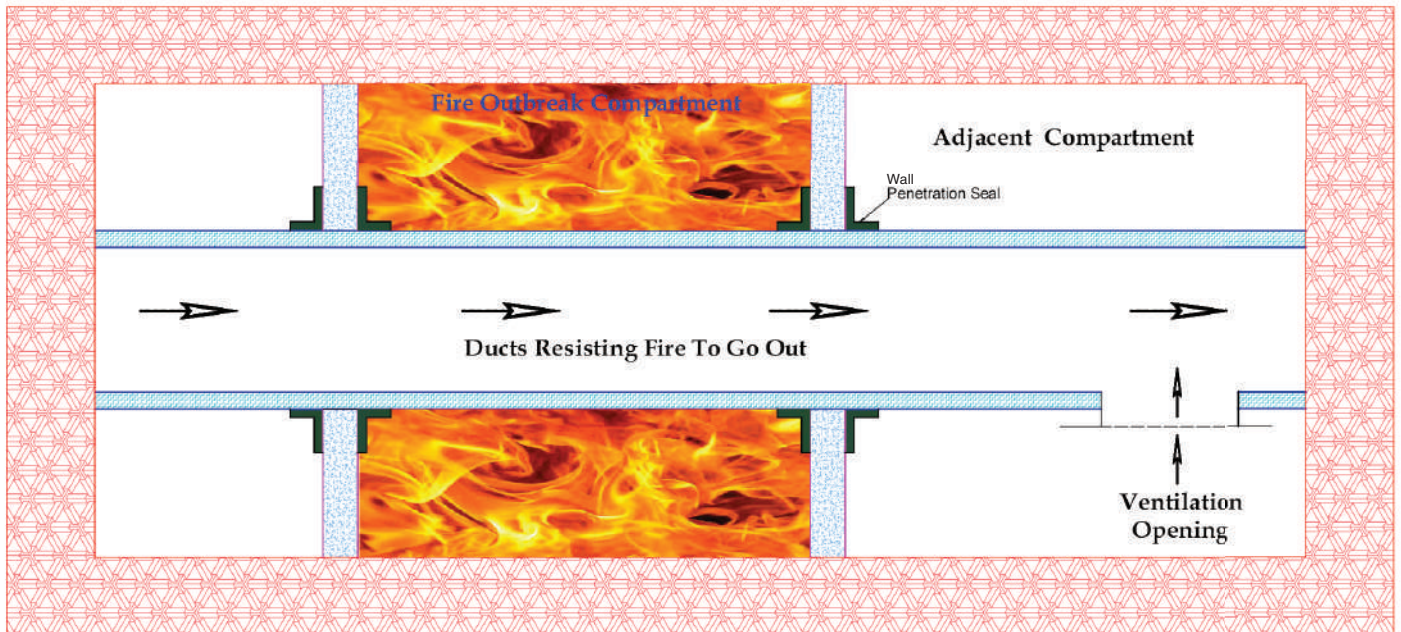 Fire Outbreak Compartment
Adjacent Compartment
Wall
Penetration Seal
Ducts Resisting Fire To Go Out
Ventilation
Opening